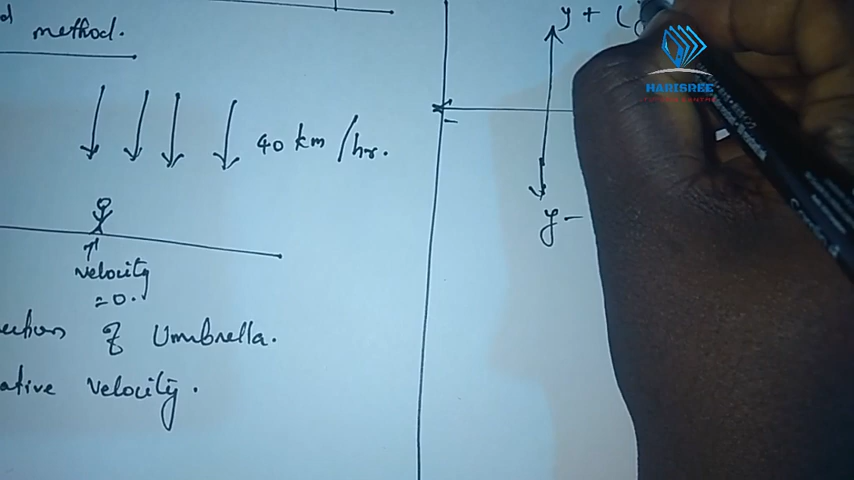 method.
40 km/hr.
velocity
= 0.
of Umbrella.
velocity.
y + (
y -
HARISREE